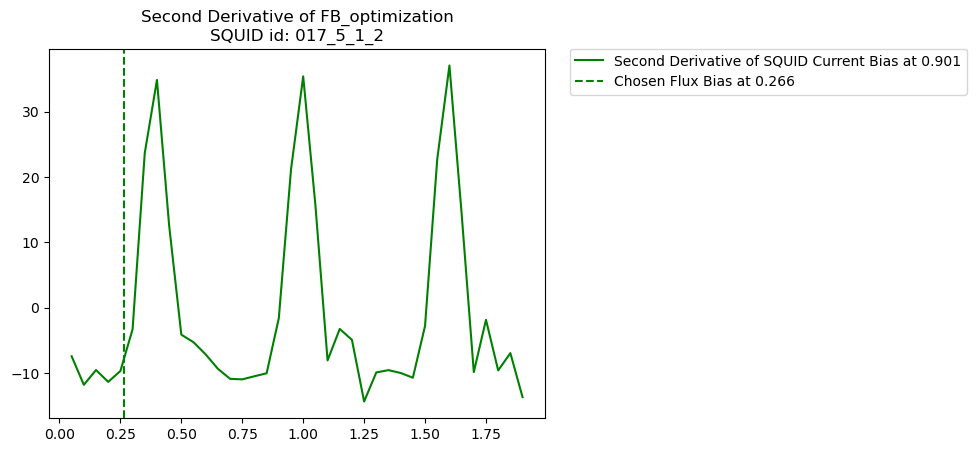 Second Derivative of FB_optimization
SQUID id: 017_5_1_2
Second Derivative of SQUID Current Bias at 0.901
Chosen Flux Bias at 0.266
30
20
10
0
−10
0.00 0.25 0.50 0.75 1.00 1.25 1.50 1.75